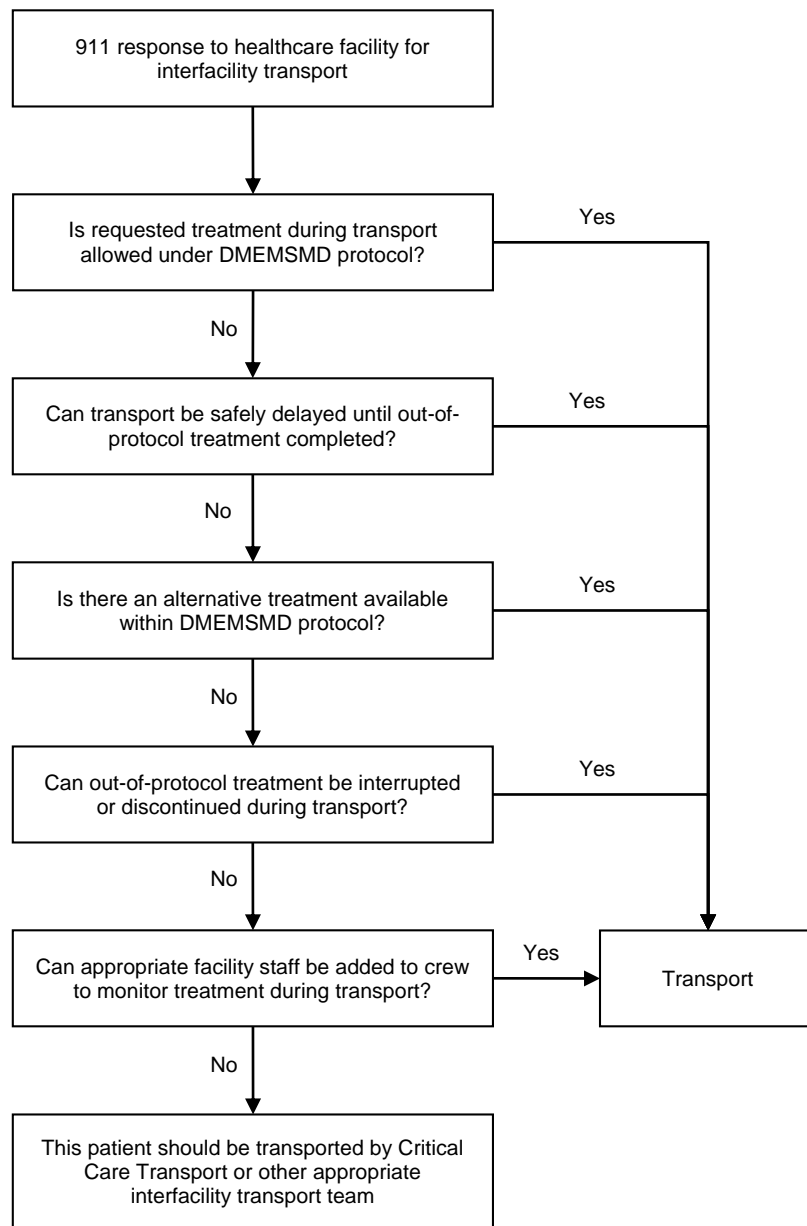 911 response to healthcare facility for
interfacility transport
Is requested treatment during transport
allowed under DMEMSMD protocol?
Yes
No
Can transport be safely delayed until out-of-
protocol treatment completed?
Yes
No
Is there an alternative treatment available
within DMEMSMD protocol?
Yes
No
Can out-of-protocol treatment be interrupted
or discontinued during transport?
Yes
No
Can appropriate facility staff be added to crew
to monitor treatment during transport?
Yes
Transport
No
This patient should be transported by Critical
Care Transport or other appropriate
interfacility transport team